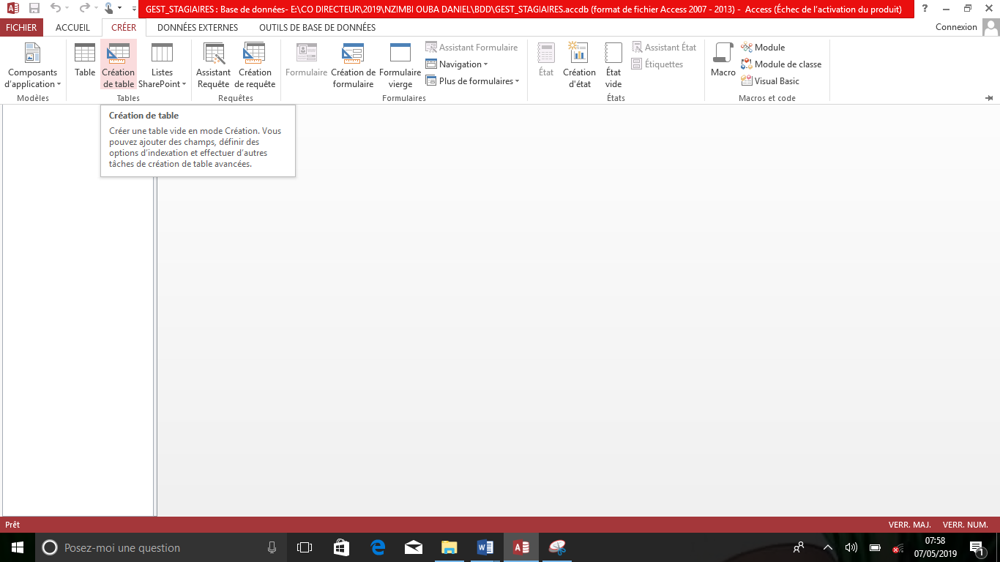 GEST_STAGIAIRES : Base de données- E:\CO DIRECTEUR\2019\NZIMBI OUBA DANIEL\BDD\GEST_STAGIAIRES.accdb (format de fichier Access 2007 - 2013) - Access (Échec de l'activation du produit) ?
FICHIER ACCUEIL CRÉER DONNÉES EXTERNES OUTILS DE BASE DE DONNÉES Connexion
Composants d'application
Modèles
Table
Création de table
Listes SharePoint
Tables
Assistant Requête
Création de requête
Requêtes
Formulaire
Création de formulaire
Formulaire vierge
Assistant Formulaire
Navigation
Plus de formulaires
Formulaires
État
Création d'état
État vide
Assistant État
Étiquettes
États
Macro
Module
Module de classe
Visual Basic
Macros et code
Création de table
Créer une table vide en mode Création. Vous
pouvez ajouter des champs, définir des
options d'indexation et effectuer d'autres
tâches de création de table avancées.
Prêt VERR. MAJ. VERR. NUM.
Posez-moi une question
07:58
07/05/2019
1